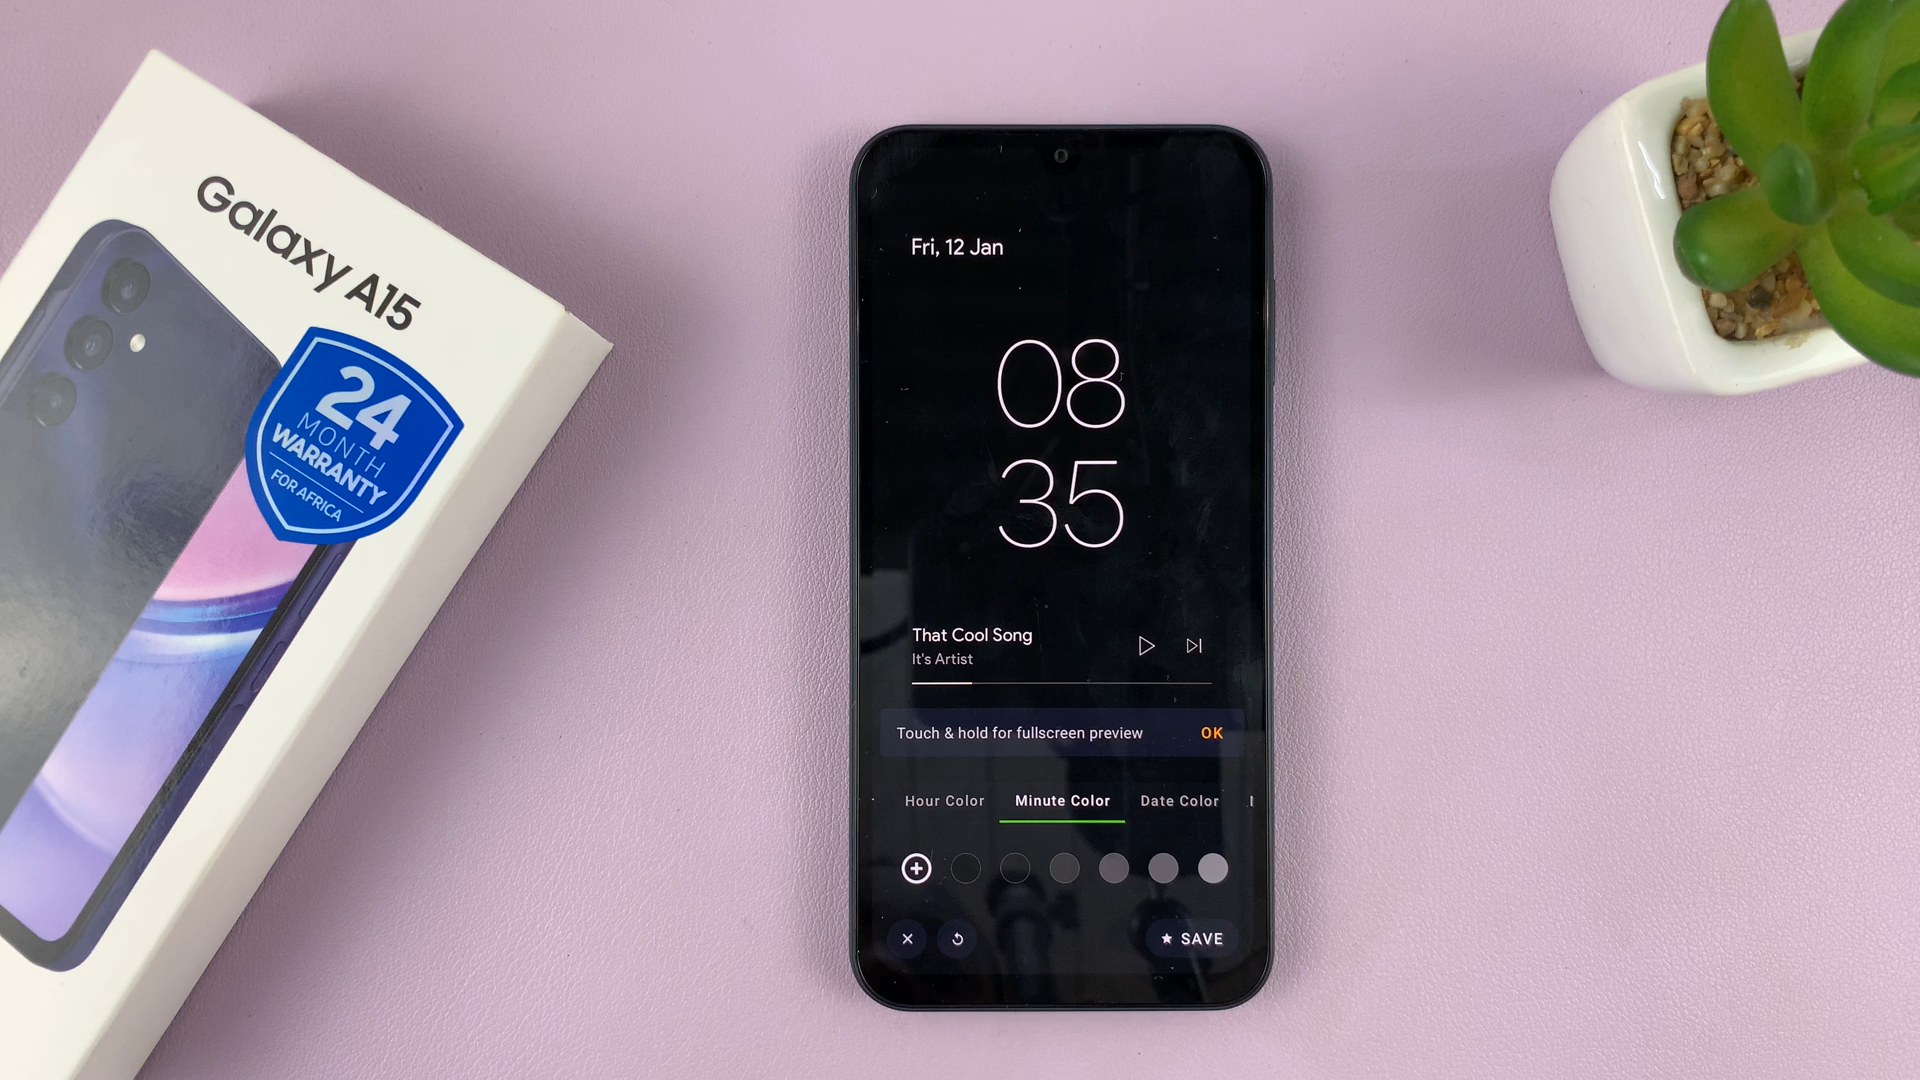 Galaxy A15
24
MONTH
WARRANTY
FOR AFRICA
Fri, 12 Jan
08
35
That Cool Song
It's Artist
Touch & hold for fullscreen preview OK
Hour Color Minute Color Date Color
SAVE